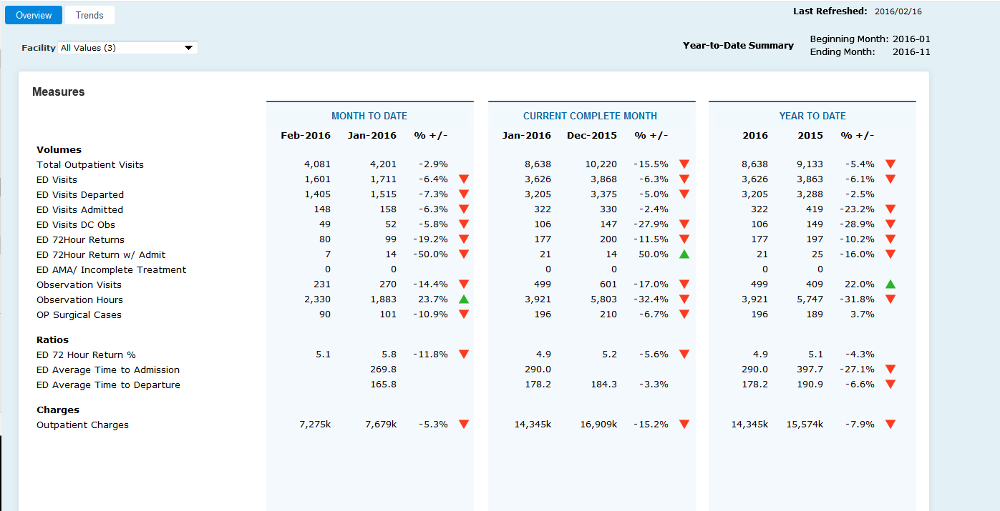 Overview Trends Last Refreshed: 2016/02/16
Facility All Values (3) Year-to-Date Summary Beginning Month: 2016-01
Ending Month: 2016-11
Measures
MONTH TO DATE CURRENT COMPLETE MONTH YEAR TO DATE
Feb-2016 Jan-2016 % +/- Jan-2016 Dec-2015 % +/- 2016 2015 % +/-
Volumes
Total Outpatient Visits 4,081 4,201 -2.9% 8,638 10,220 -15.5% 8,638 9,133 -5.4%
ED Visits 1,601 1,711 -6.4% 3,626 3,868 -6.3% 3,626 3,863 -6.1%
ED Visits Departed 1,405 1,515 -7.3% 3,205 3,375 -5.0% 3,205 3,288 -2.5%
ED Visits Admitted 148 158 -6.3% 322 330 -2.4% 322 419 -23.2%
ED Visits DC Obs 49 52 -5.8% 106 147 -27.9% 106 149 -28.9%
ED 72Hour Returns 80 99 -19.2% 177 200 -11.5% 177 197 -10.2%
ED 72Hour Return w/ Admit 7 14 -50.0% 21 14 50.0% 21 25 -16.0%
ED AMA/ Incomplete Treatment 0 0 0 0 0 0
Observation Visits 231 270 -14.4% 499 601 -17.0% 499 409 22.0%
Observation Hours 2,330 1,883 23.7% 3,921 5,803 -32.4% 3,921 5,747 -31.8%
OP Surgical Cases 90 101 -10.9% 196 210 -6.7% 196 189 3.7%
Ratios
ED 72 Hour Return % 5.1 5.8 -11.8% 4.9 5.2 -5.6% 4.9 5.1 -4.3%
ED Average Time to Admission 269.8 290.0 290.0 397.7 -27.1%
ED Average Time to Departure 165.8 178.2 184.3 -3.3% 178.2 190.9 -6.6%
Charges
Outpatient Charges 7,275k 7,679k -5.3% 14,345k 16,909k -15.2% 14,345k 15,574k -7.9%